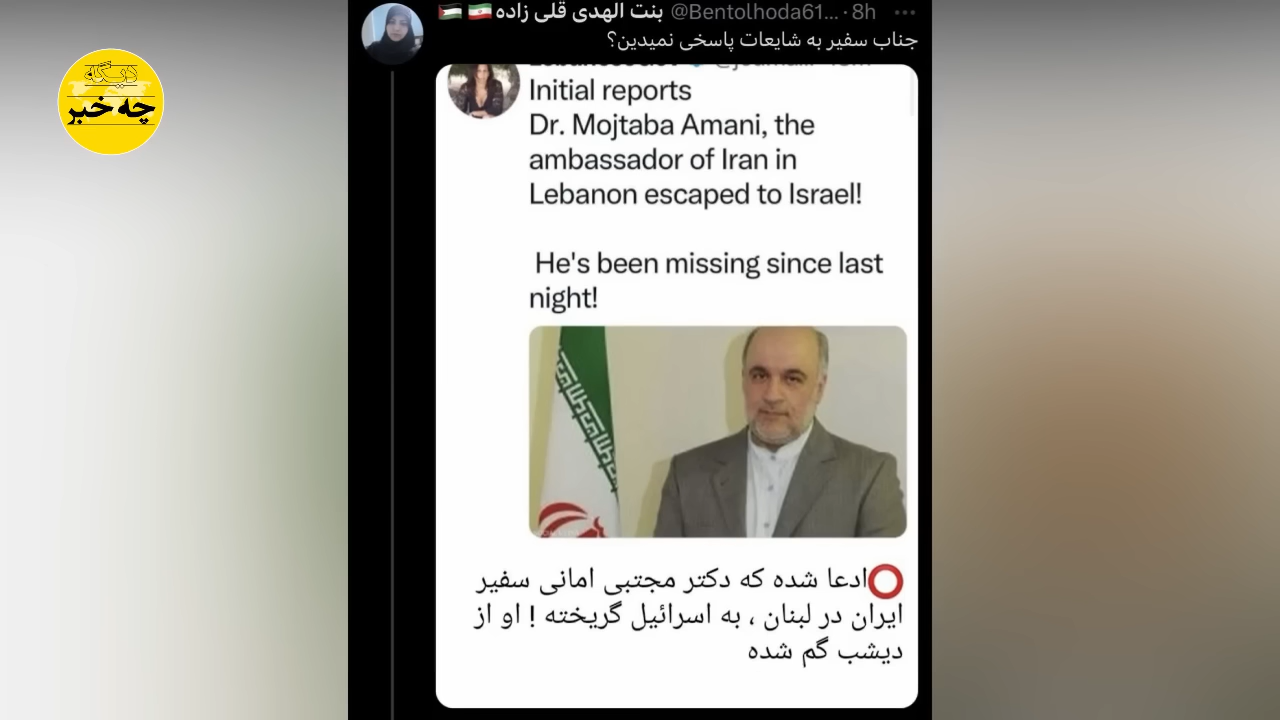 دیگه
چه خبر
بنت الهدی قلی زاده @Bentolhoda61... · 8h
جناب سفیر به شایعات پاسخی نمیدین؟
Initial reports
Dr. Mojtaba Amani, the
ambassador of Iran in
Lebanon escaped to Israel!
He's been missing since last
night!
ادعا شده که دکتر مجتبی امانی سفیر
ایران در لبنان ، به اسرائیل گریخته ! او از
دیشب گم شده